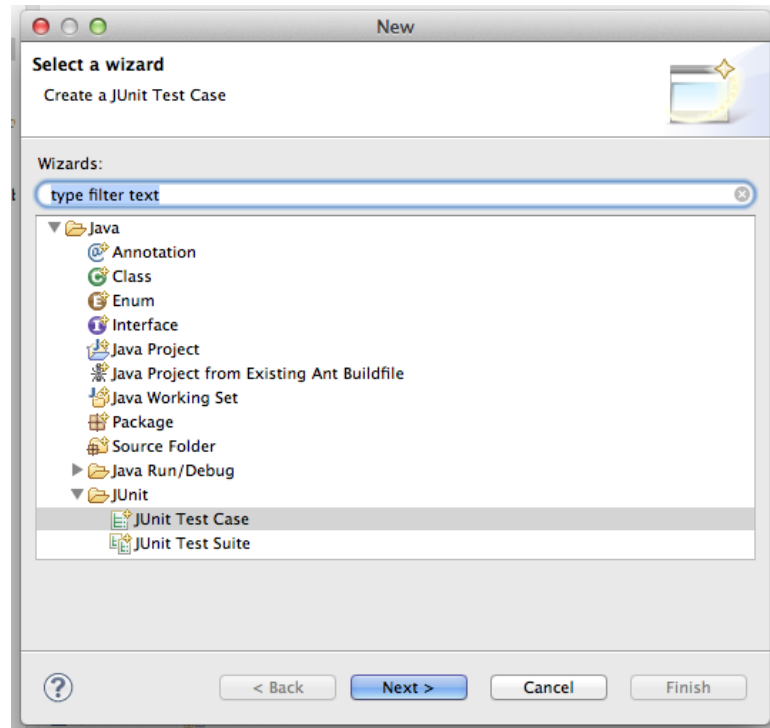 New
Select a wizard
Create a JUnit Test Case
Wizards:
type filter text
Java
Annotation
Class
Enum
Interface
Java Project
Java Project from Existing Ant Buildfile
Java Working Set
Package
Source Folder
Java Run/Debug
JUnit
JUnit Test Case
JUnit Test Suite
? < Back Next > Cancel Finish